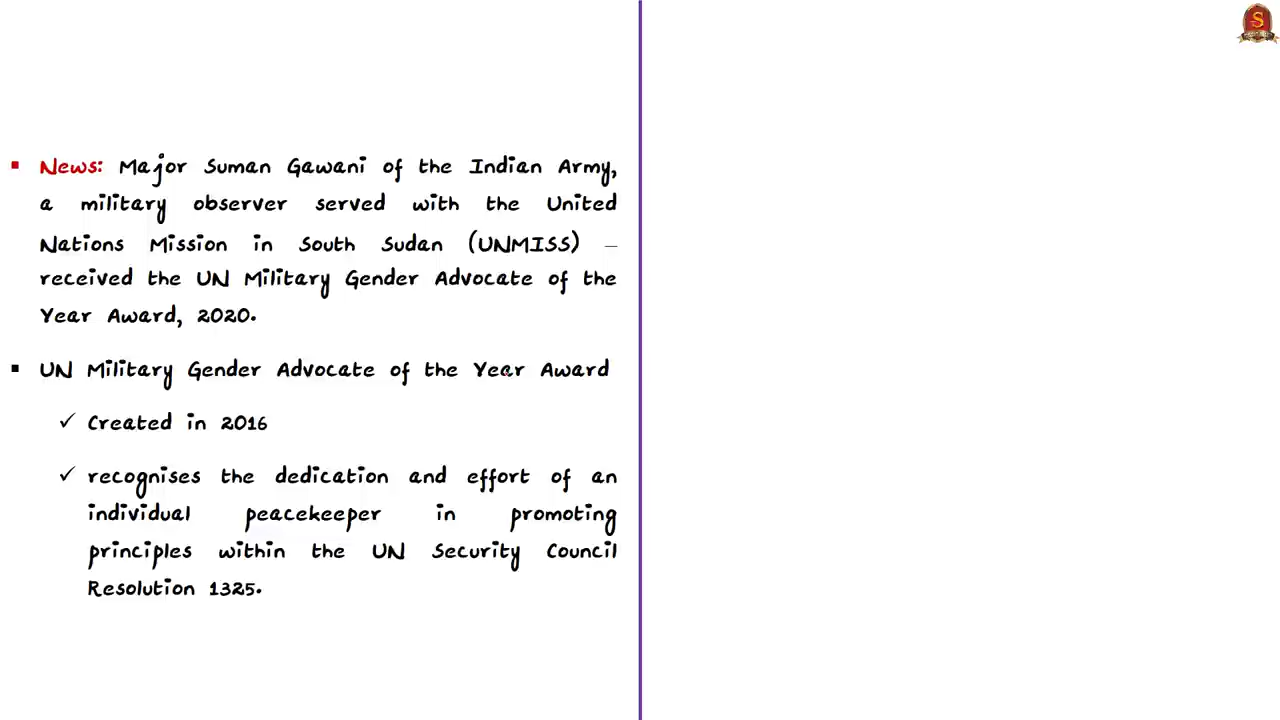 ▪ News: Major Suman Gawani of the Indian Army,
a military observer served with the United
Nations Mission in South Sudan (UNMISS) –
received the UN Military Gender Advocate of the
Year Award, 2020.
▪ UN Military Gender Advocate of the Year Award
✓ Created in 2016
✓ recognises the dedication and effort of an
individual peacekeeper in promoting
principles within the UN Security Council
Resolution 1325.
S